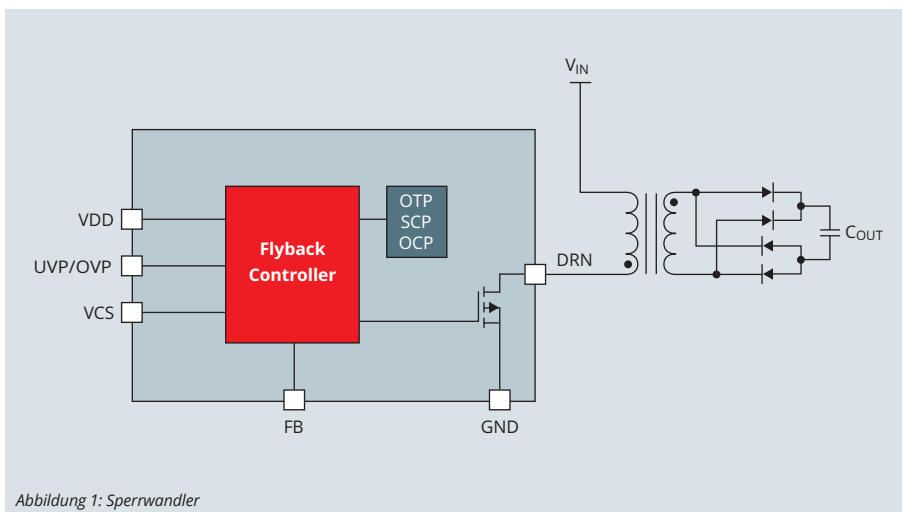 V_IN
VDD
UVP/OVP
VCS
Flyback
Controller
OTP
SCP
OCP
DRN
C_OUT
FB
GND
Abbildung 1: Sperrwandler